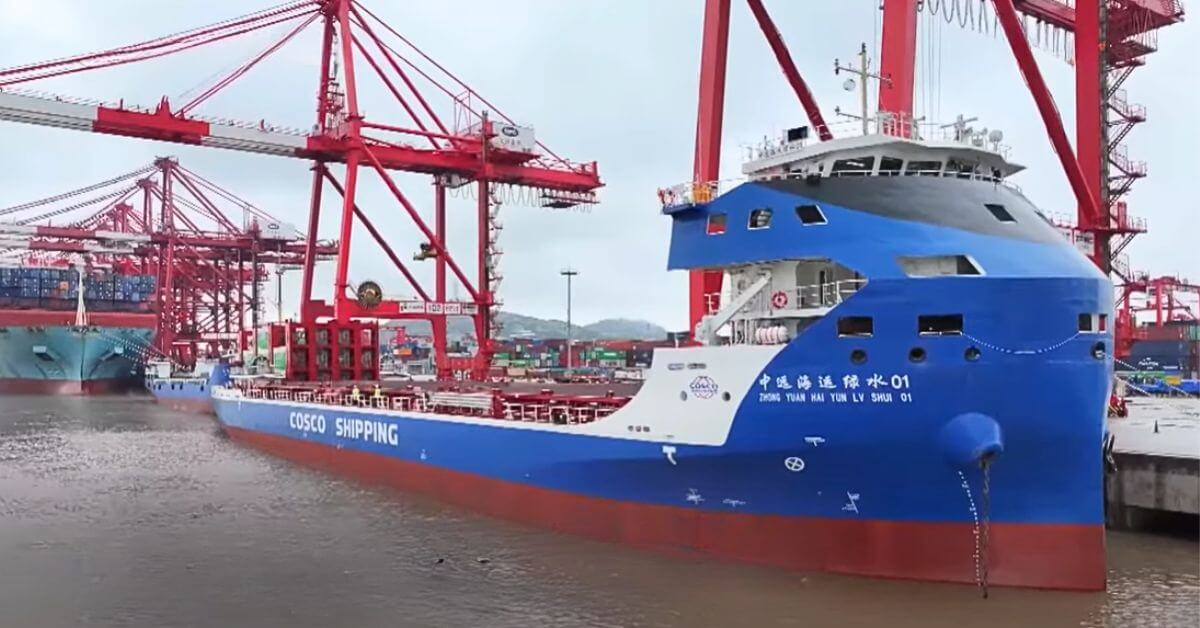 中远海运绿水01
ZHONG YUAN HAI YUN LV SHUI 01
COSCO
COSCO SHIPPING